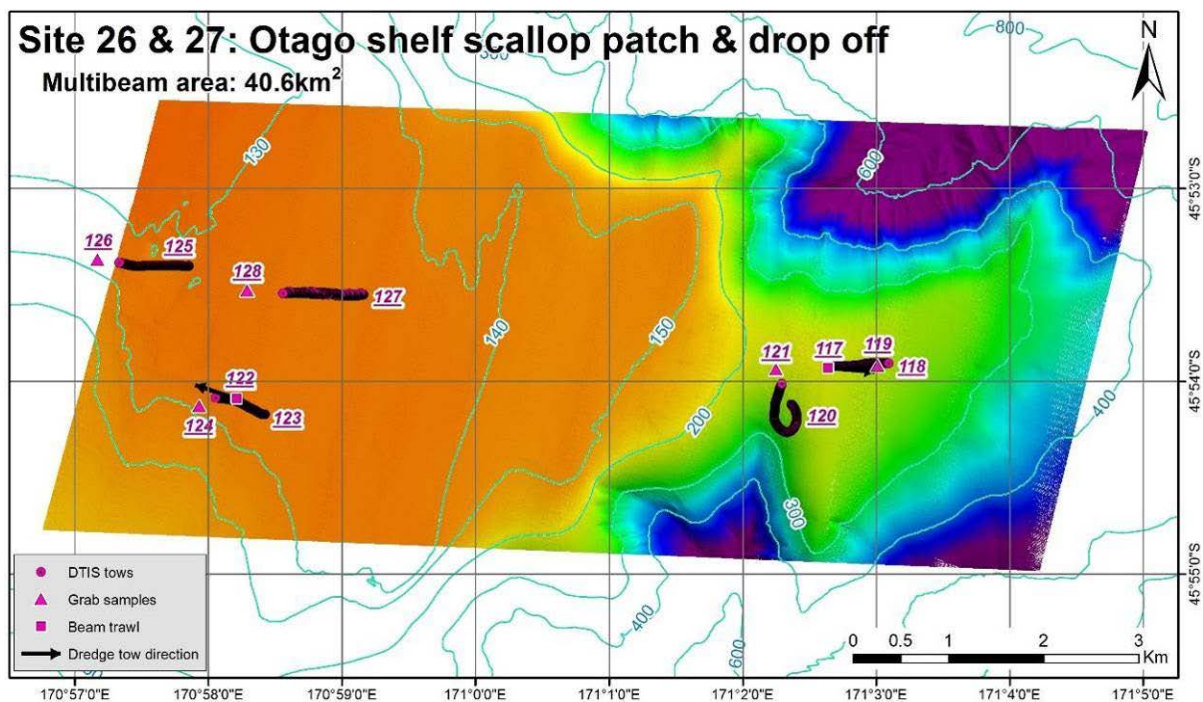 Site 26 & 27: Otago shelf scallop patch & drop off
Multibeam area: 40.6km²
800
N
130
600
45°53'0"S
126
125
128
127
140
150
121
117
119
118
45°54'0"S
122
124
123
120
200
400
300
DTIS tows
Grab samples
Beam trawl
Dredge tow direction
400
600
45°55'0"S
0 0.5 1 2 3
Km
170°57'0"E 170°58'0"E 170°59'0"E 171°0'0"E 171°1'0"E 171°2'0"E 171°3'0"E 171°4'0"E 171°5'0"E